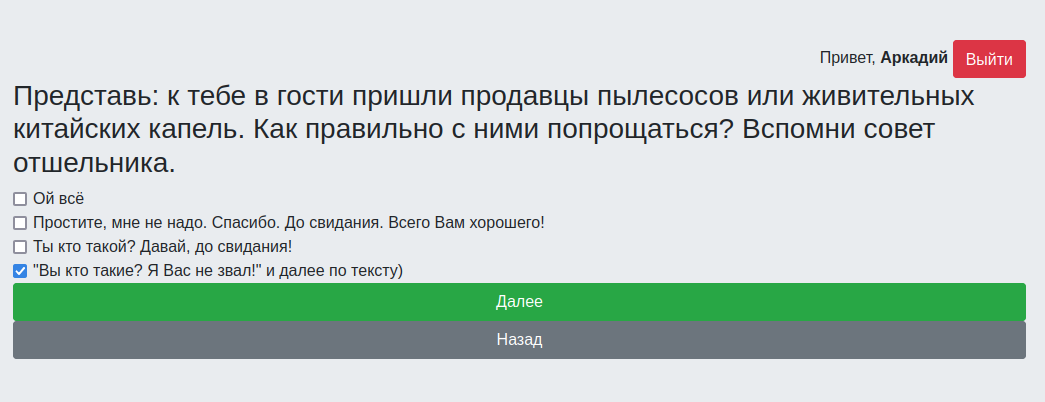 Привет, Аркадий Выйти
Представь: к тебе в гости пришли продавцы пылесосов или живительных
китайских капель. Как правильно с ними попрощаться? Вспомни совет
отшельника.
Ой всё
Простите, мне не надо. Спасибо. До свидания. Всего Вам хорошего!
Ты кто такой? Давай, до свидания!
"Вы кто такие? Я Вас не звал!" и далее по тексту)
Далее
Назад